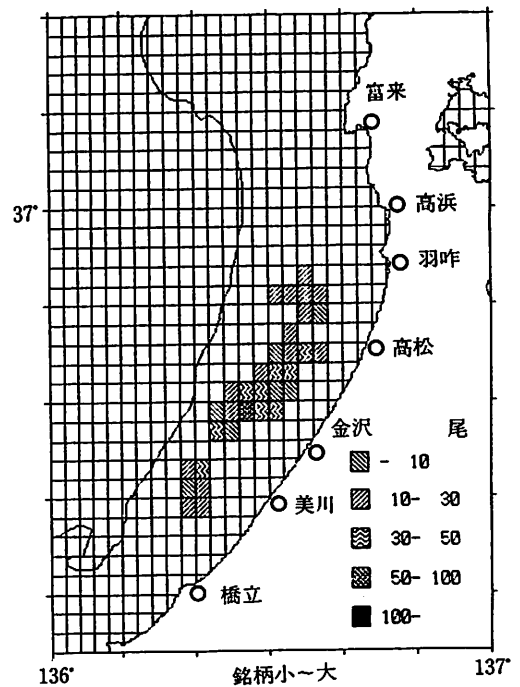 富来
37°
高浜
羽咋
高松
金沢
尾
- 10
美川
10- 30
30- 50
50- 100
橋立
100-
136°
銘柄小～大
137°